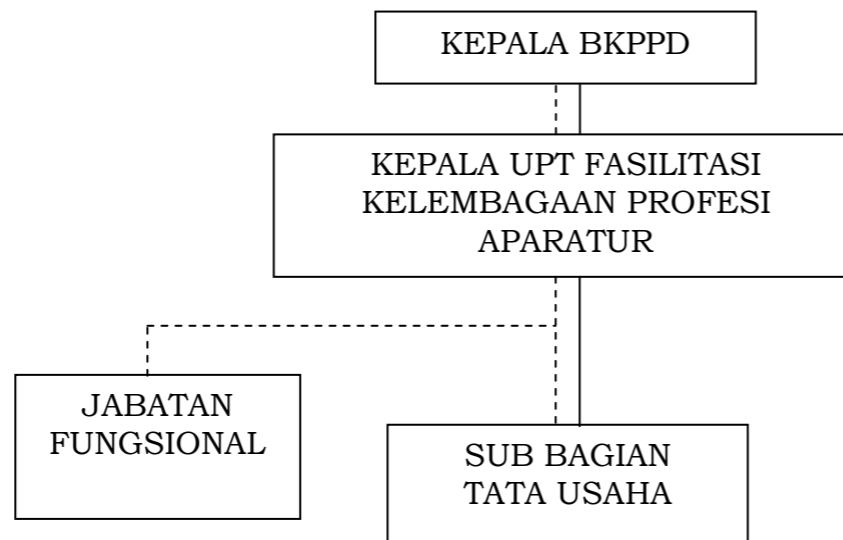 KEPALA BKPPD
KEPALA UPT FASILITASI
KELEMBAGAAN PROFESI
APARATUR
JABATAN
FUNGSIONAL
SUB BAGIAN
TATA USAHA